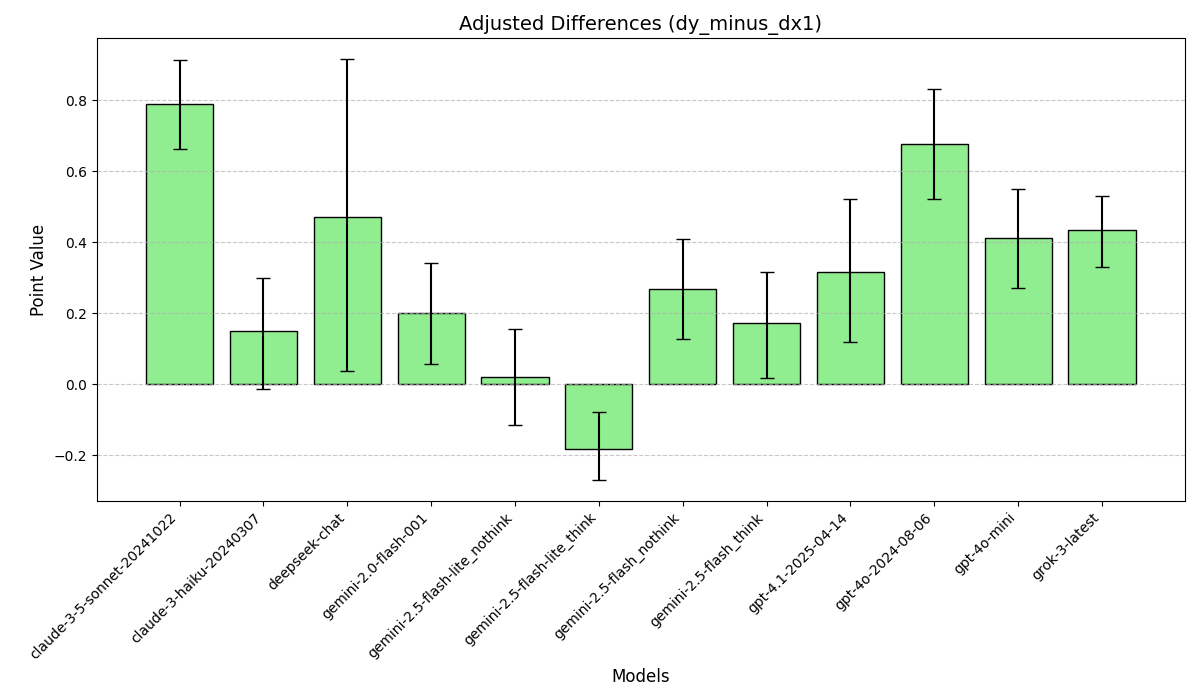 Adjusted Differences (dy_minus_dx1)
Point Value
0.8
0.6
0.4
0.2
0.0
−0.2
claude-3-5-sonnet-20241022
claude-3-haiku-20240307
deepseek-chat
gemini-2.0-flash-001
gemini-2.5-flash-lite_nothink
gemini-2.5-flash-lite_think
gemini-2.5-flash_nothink
gemini-2.5-flash_think
gpt-4.1-2025-04-14
gpt-4o-2024-08-06
gpt-4o-mini
grok-3-latest
Models